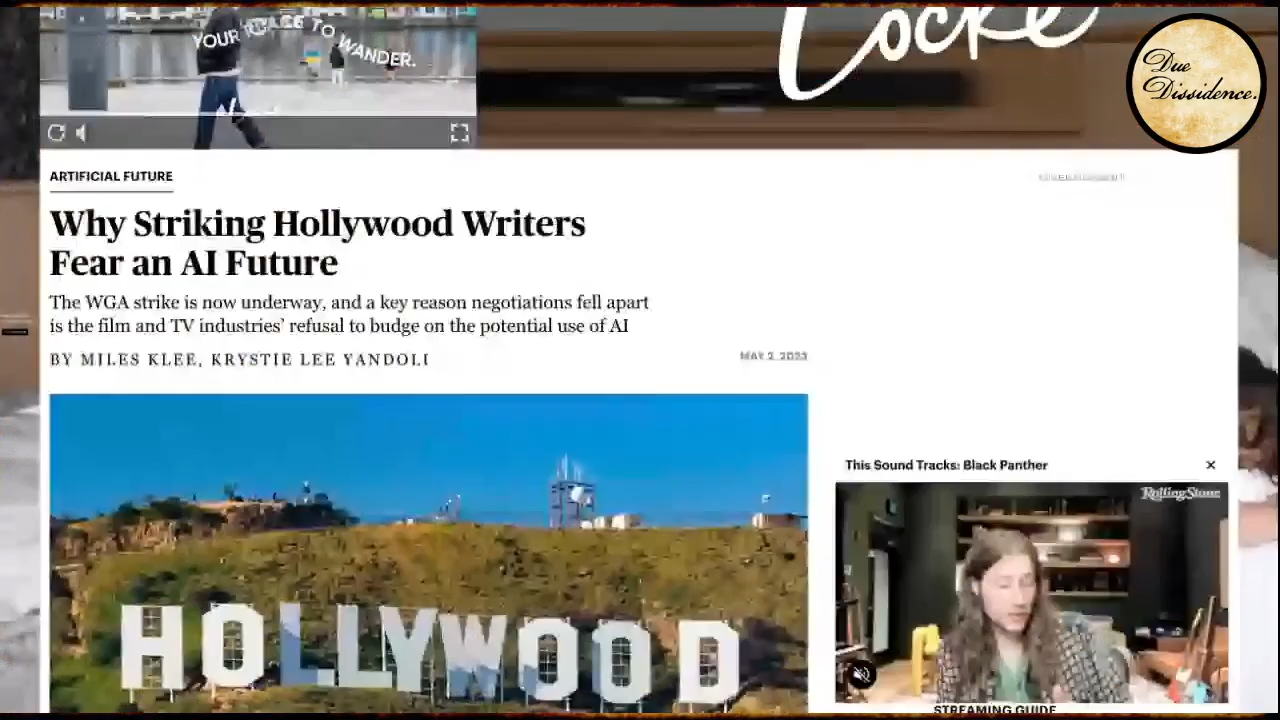 YOUR PLACE TO WANDER.
Locke
Due
Dissidence.
ARTIFICIAL FUTURE
ADVERTISEMENT
Why Striking Hollywood Writers
Fear an AI Future
The WGA strike is now underway, and a key reason negotiations fell apart
is the film and TV industries’ refusal to budge on the potential use of AI
BY MILES KLEE, KRYSTIE LEE YANDOLI
MAY 2, 2023
This Sound Tracks: Black Panther
RollingStone
HOLLYWOOD
STREAMING GUIDE